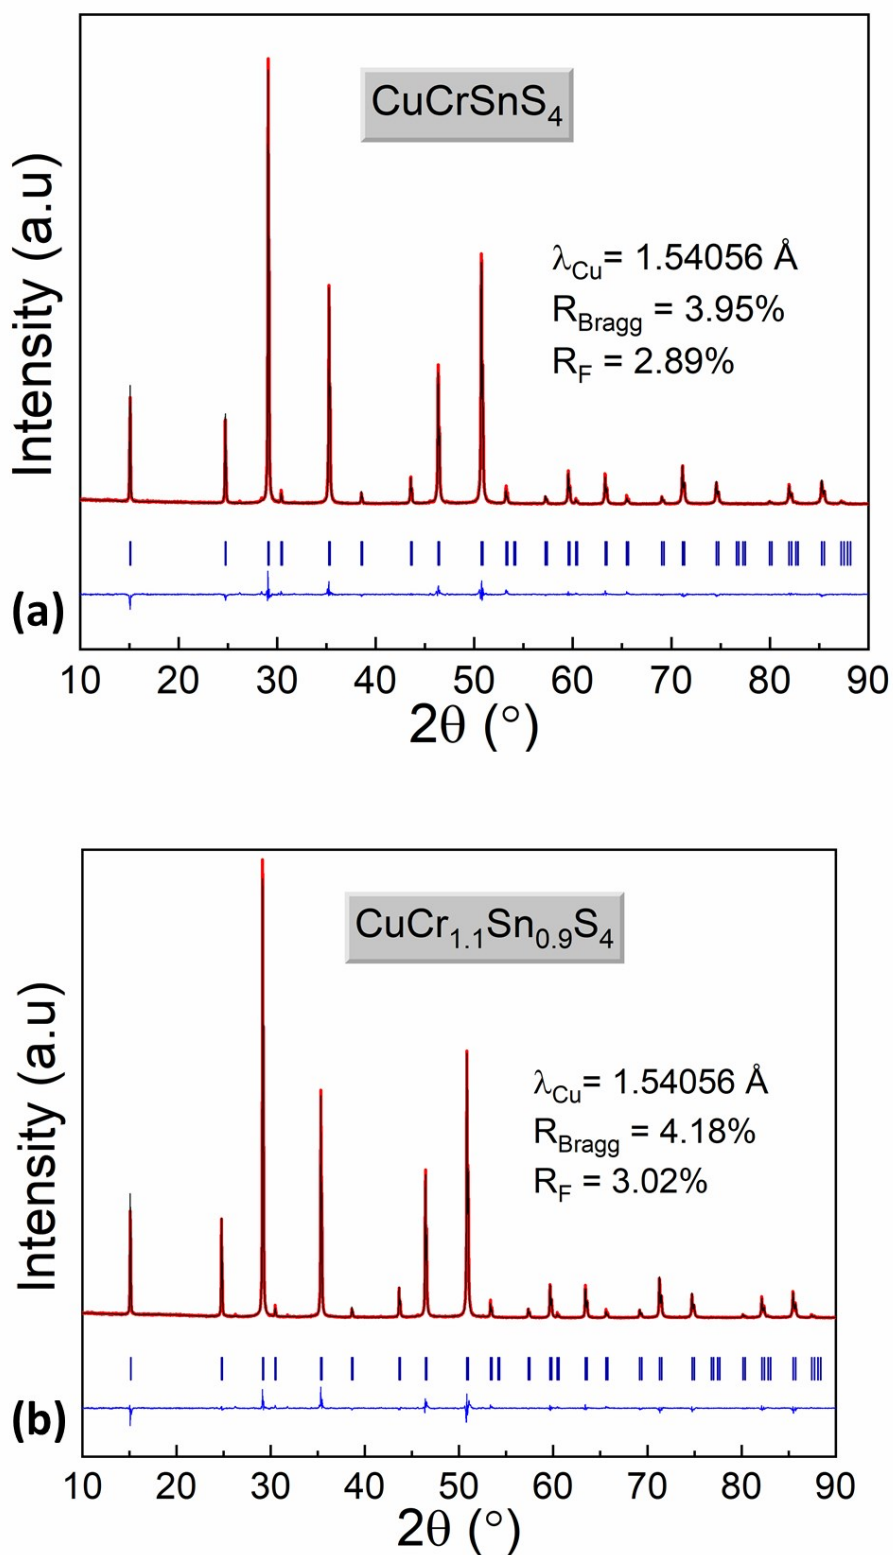 CuCrSnS₄
λCu= 1.54056 Å
RBragg = 3.95%
RF = 2.89%
Intensity (a.u)
(a)
10 20 30 40 50 60 70 80 90
2θ (°)
CuCr₁.₁Sn₀.₉S₄
λCu= 1.54056 Å
RBragg = 4.18%
RF = 3.02%
Intensity (a.u)
(b)
10 20 30 40 50 60 70 80 90
2θ (°)